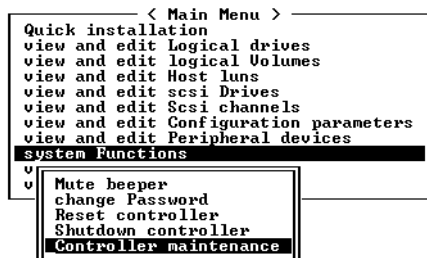 < Main Menu >
Quick installation
view and edit Logical drives
view and edit logical Volumes
view and edit Host luns
view and edit scsi Drives
view and edit Scsi channels
view and edit Configuration parameters
view and edit Peripheral devices
system Functions
v
v
Mute beeper
change Password
Reset controller
Shutdown controller
Controller maintenance